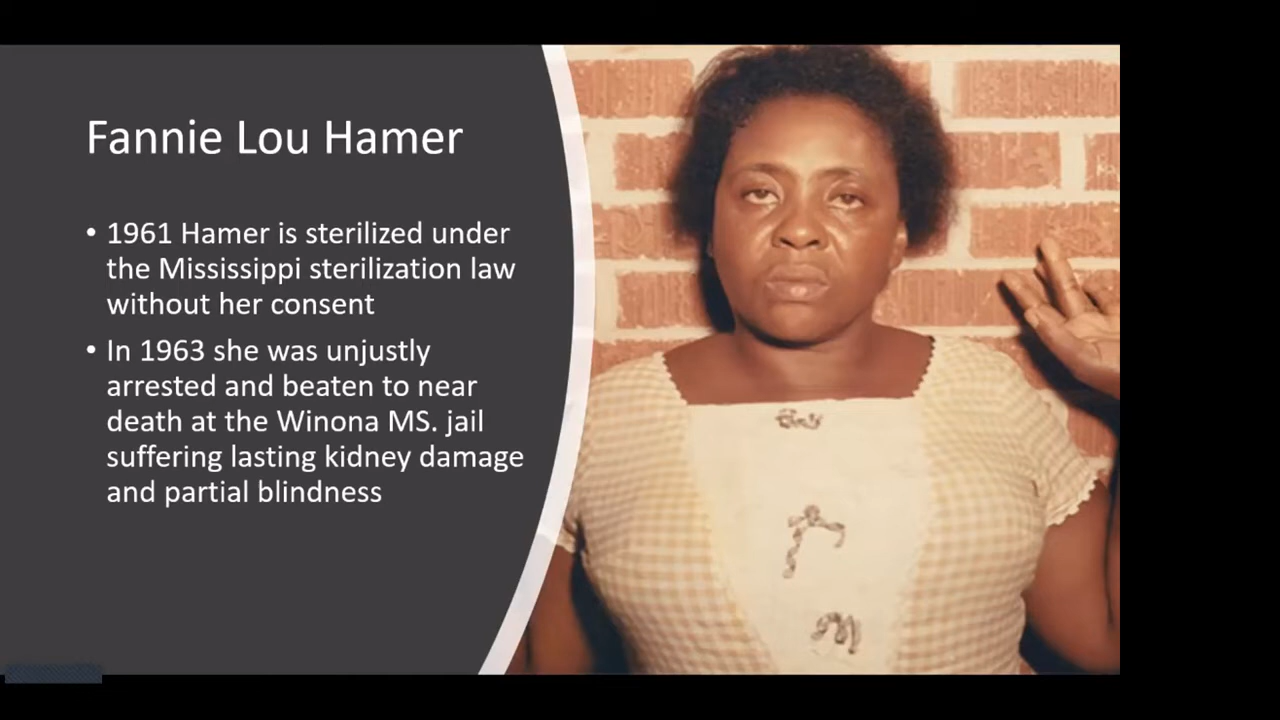 Fannie Lou Hamer
• 1961 Hamer is sterilized under
the Mississippi sterilization law
without her consent
• In 1963 she was unjustly
arrested and beaten to near
death at the Winona MS. jail
suffering lasting kidney damage
and partial blindness